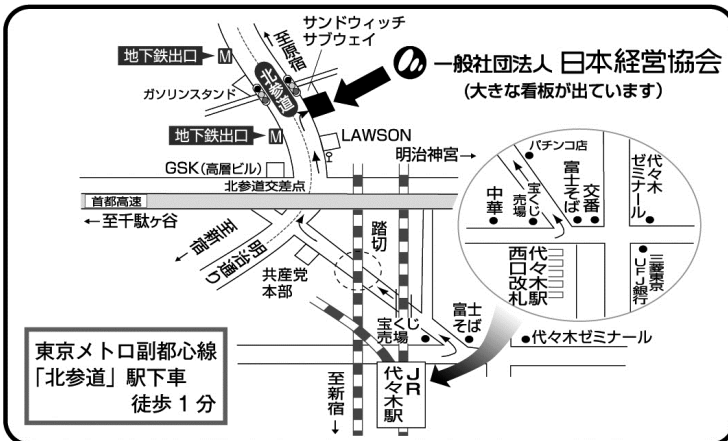 サンドウィッチ
サブウェイ
至原宿
地下鉄出口
M
北参道
一般社団法人 日本経営協会
(大きな看板が出ています)
ガソリンスタンド
地下鉄出口
M
LAWSON
GSK(高層ビル)
明治神宮→
北参道交差点
首都高速
←至千駄ヶ谷
至新宿
明治通り
踏切
共産党
本部
宝くじ
売場
富士
そば
代々木ゼミナール
JR
代々木駅
至新宿
パチンコ店
中華
宝くじ
売場
富士そば
交番
代々木
ゼミナール
代々木駅
西口改札
三菱東京
UFJ銀行
東京メトロ副都心線
「北参道」駅下車
徒歩1分